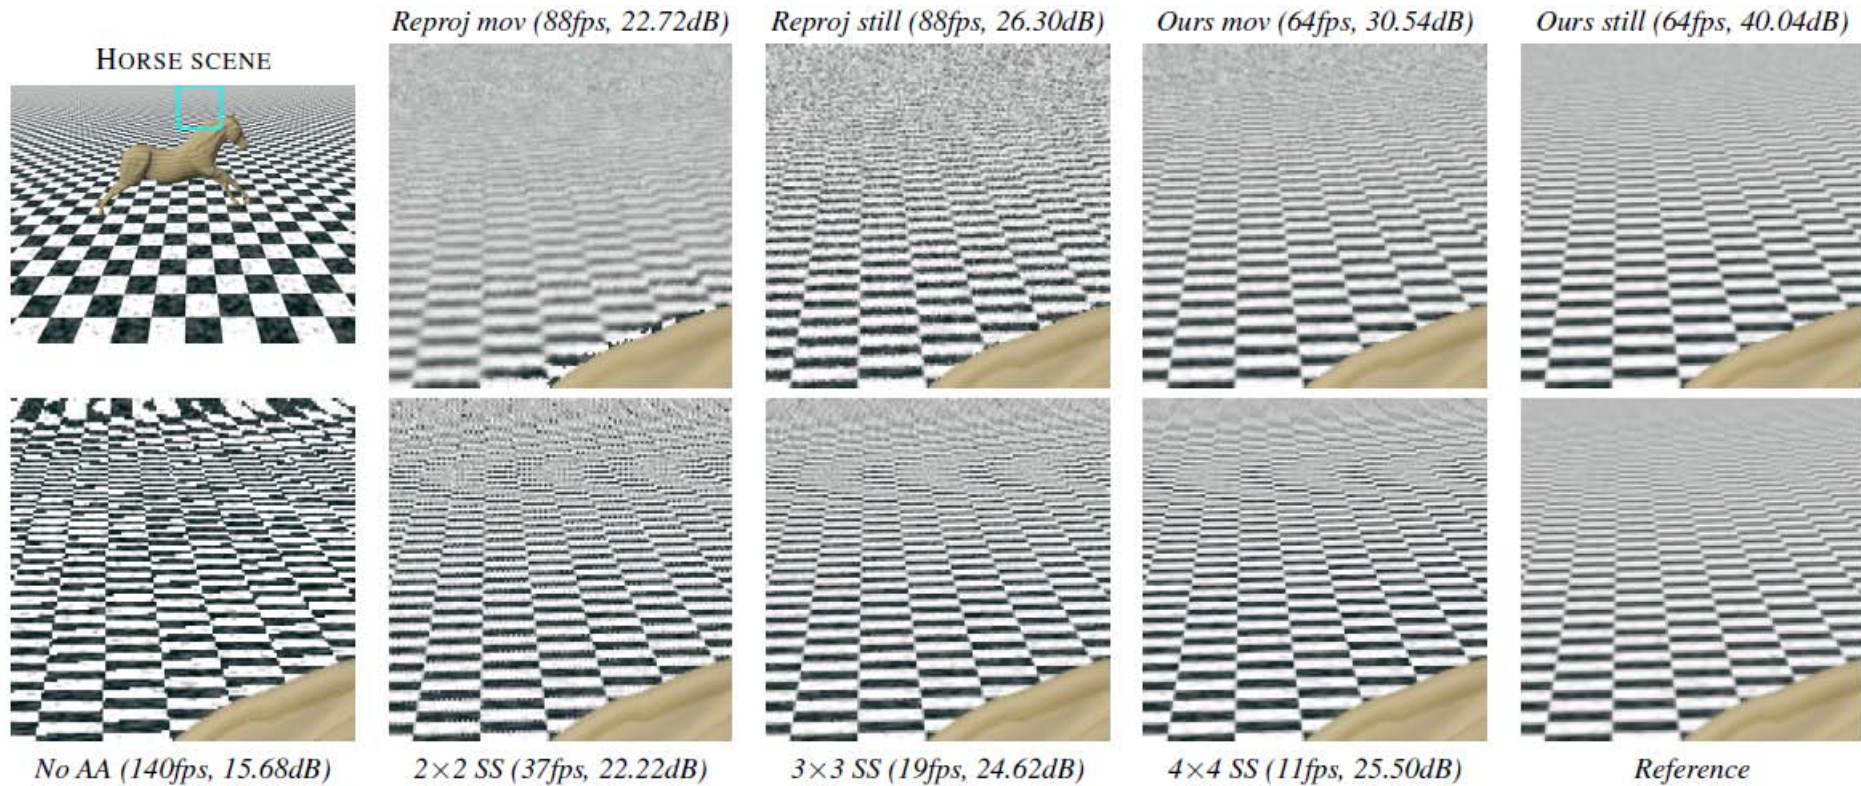 Reproj mov (88fps, 22.72dB)
Reproj still (88fps, 26.30dB)
Ours mov (64fps, 30.54dB)
Ours still (64fps, 40.04dB)
HORSE SCENE
No AA (140fps, 15.68dB)
2×2 SS (37fps, 22.22dB)
3×3 SS (19fps, 24.62dB)
4×4 SS (11fps, 25.50dB)
Reference